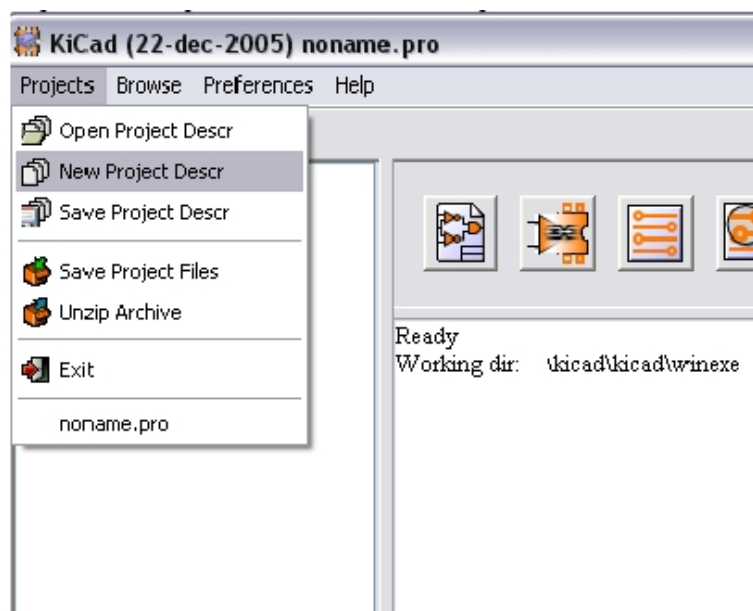 KiCad (22-dec-2005) noname.pro
Projects Browse Preferences Help
Open Project Descr
New Project Descr
Save Project Descr
Save Project Files
Unzip Archive
Exit
noname.pro
Ready
Working dir: \kicad\kicad\winexe